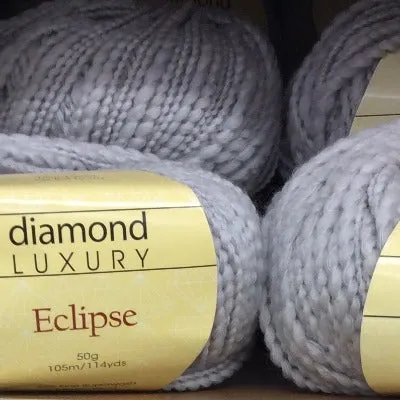 diamond
LUXURY
Eclipse
50g
105m/114yds